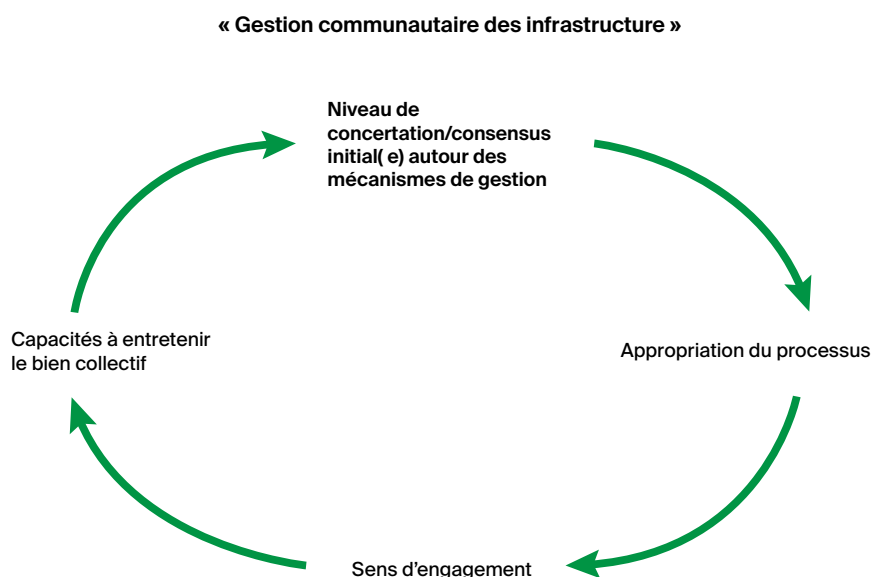 « Gestion communautaire des infrastructure »
Niveau de
concertation/consensus
initial( e) autour des
mécanismes de gestion
Capacités à entretenir
le bien collectif
Appropriation du processus
Sens d'engagement